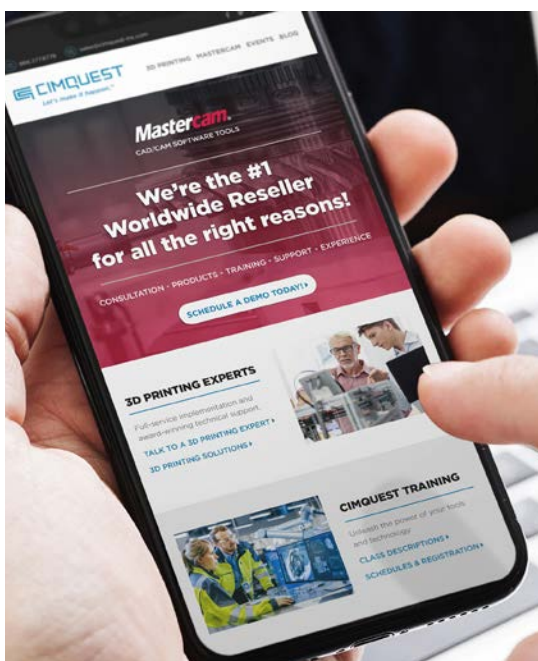 CIMQUEST
Let's make it happen.™
3D PRINTING MASTERCAM EVENTS BLOG
Mastercam.
CAD/CAM SOFTWARE TOOLS
We're the #1
Worldwide Reseller
for all the right reasons!
CONSULTATION • PRODUCTS • TRAINING • SUPPORT • EXPERIENCE
SCHEDULE A DEMO TODAY!
3D PRINTING EXPERTS
Full-service implementation and
award-winning technical support.
TALK TO A 3D PRINTING EXPERT
3D PRINTING SOLUTIONS
CIMQUEST TRAINING
Unleash the power of your tools
and technology
CLASS DESCRIPTIONS
SCHEDULES & REGISTRATION